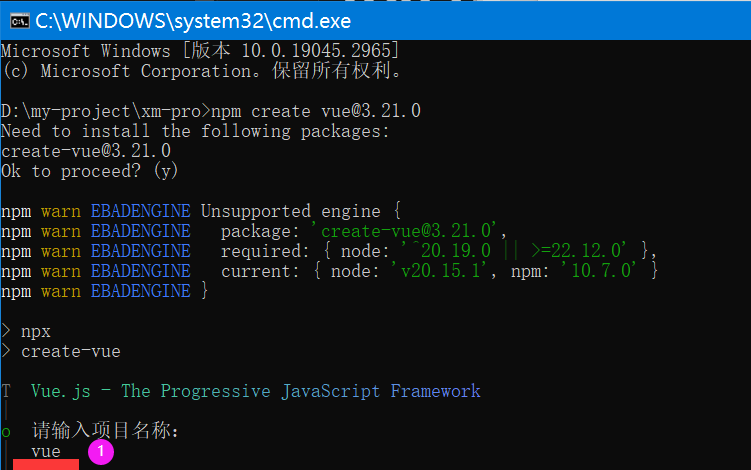 C:\WINDOWS\system32\cmd.exe
Microsoft Windows [版本 10.0.19045.2965]
(c) Microsoft Corporation。保留所有权利。
D:\my-project\xm-pro>npm create vue@3.21.0
Need to install the following packages:
create-vue@3.21.0
Ok to proceed? (y)
npm warn EBADENGINE Unsupported engine {
npm warn EBADENGINE   package: 'create-vue@3.21.0',
npm warn EBADENGINE   required: { node: '^20.19.0 || >=22.12.0' },
npm warn EBADENGINE   current: { node: 'v20.15.1', npm: '10.7.0' }
npm warn EBADENGINE }
> npx
> create-vue
T  Vue.js - The Progressive JavaScript Framework
|
o  请输入项目名称：
|  vue 1